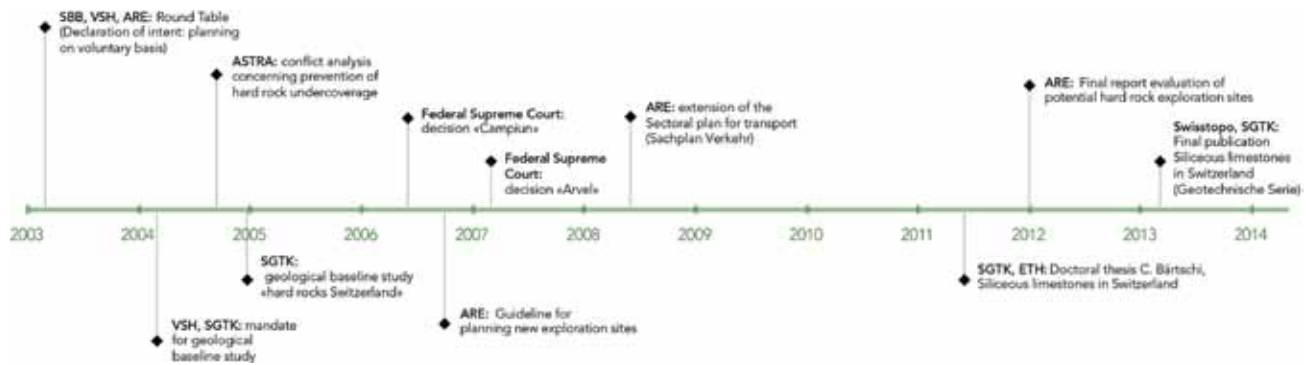 SBB, VSH, ARE: Round Table
(Declaration of intent: planning
on voluntary basis)
ASTRA: conflict analysis
concerning prevention of
hard rock undercoverage
Federal Supreme Court:
decision «Campiun»
Federal Supreme
Court:
decision «Arvel»
ARE: extension of the
Sectoral plan for transport
(Sachplan Verkehr)
ARE: Final report evaluation of
potential hard rock exploration sites
Swisstopo, SGTK:
Final publication
Siliceous limestones
in Switzerland
(Geotechnische Serie)
2003 2004 2005 2006 2007 2008 2009 2010 2011 2012 2013 2014
SGTK:
geological baseline study
«hard rocks Switzerland»
VSH, SGTK: mandate
for geological
baseline study
ARE: Guideline for
planning new exploration sites
SGTK, ETH: Doctoral thesis C. Bärtschi,
Siliceous limestones in Switzerland